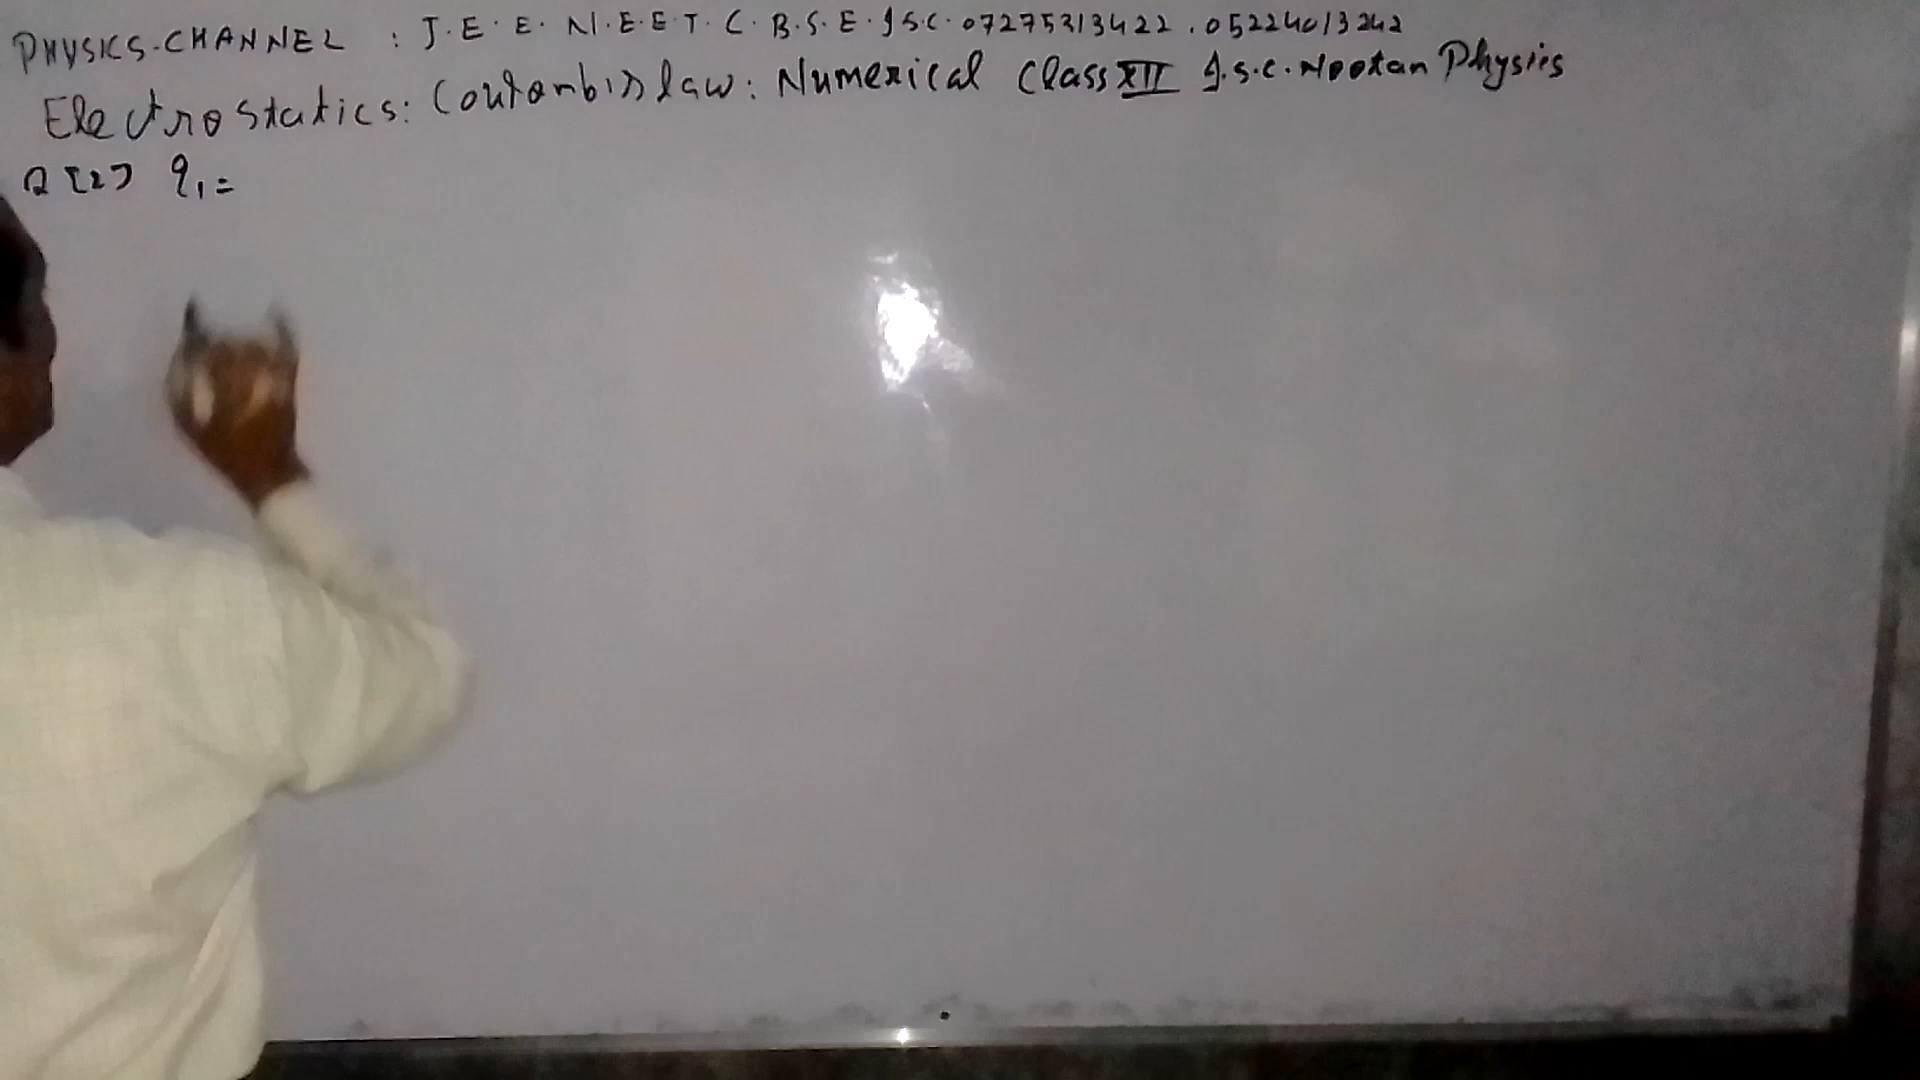 PHYSICS.CHANNEL : J.E.E. N.E.E.T. C.B.S.E. I S.C. 07275313422 . 05224013242
Electrostatics: Coulomb's law: Numerical Class XII I.S.C. Nootan Physics
Q [2] q₁=